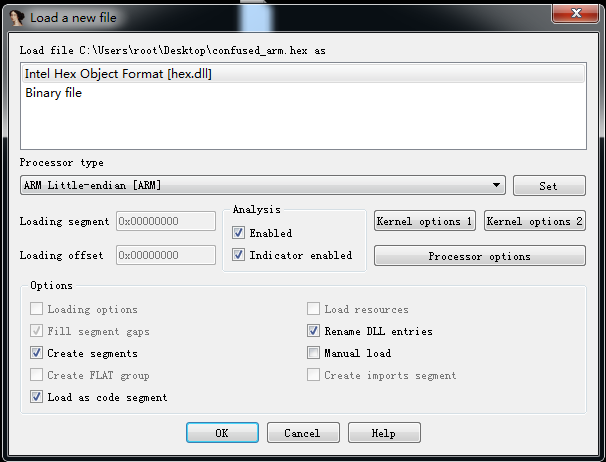 Load a new file
Load file C:\Users\root\Desktop\confused_arm.hex as
Intel Hex Object Format [hex.dll]
Binary file
Processor type
ARM Little-endian [ARM]
Set
Loading segment 0x00000000
Loading offset 0x00000000
Analysis
Enabled
Indicator enabled
Kernel options 1
Kernel options 2
Processor options
Options
Loading options
Load resources
Fill segment gaps
Rename DLL entries
Create segments
Manual load
Create FLAT group
Create imports segment
Load as code segment
OK
Cancel
Help